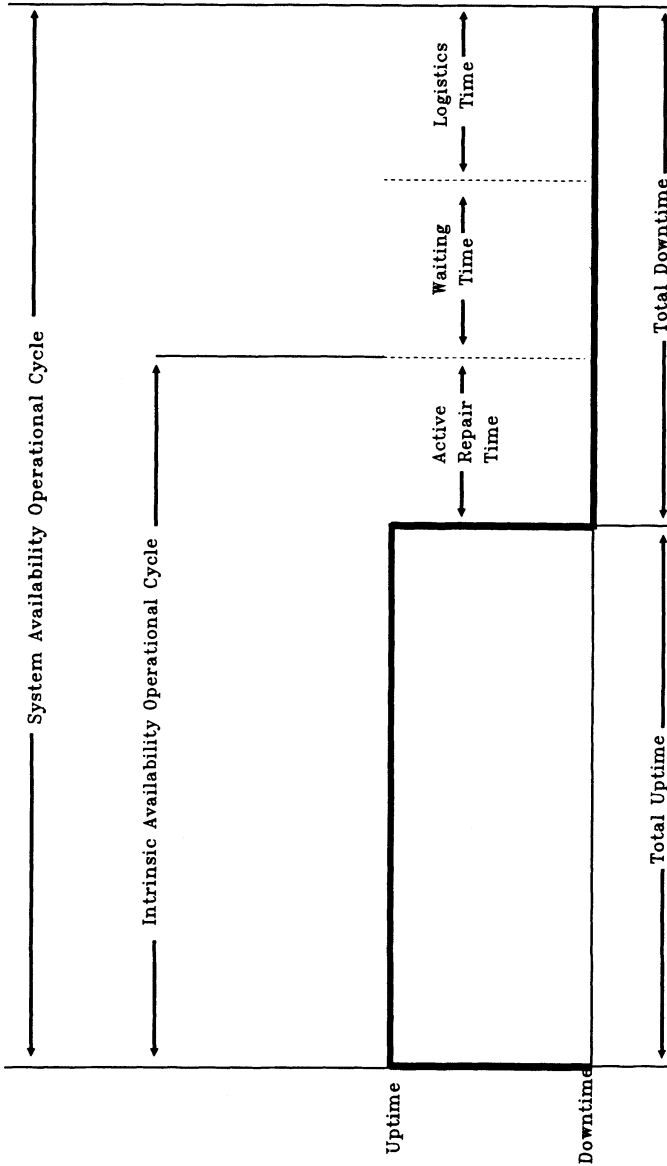 System Availability Operational Cycle
Intrinsic Availability Operational Cycle
Uptime
Active
Repair
Time
Waiting
Time
Logistics
Time
Downtime
Total Uptime
Total Downtime